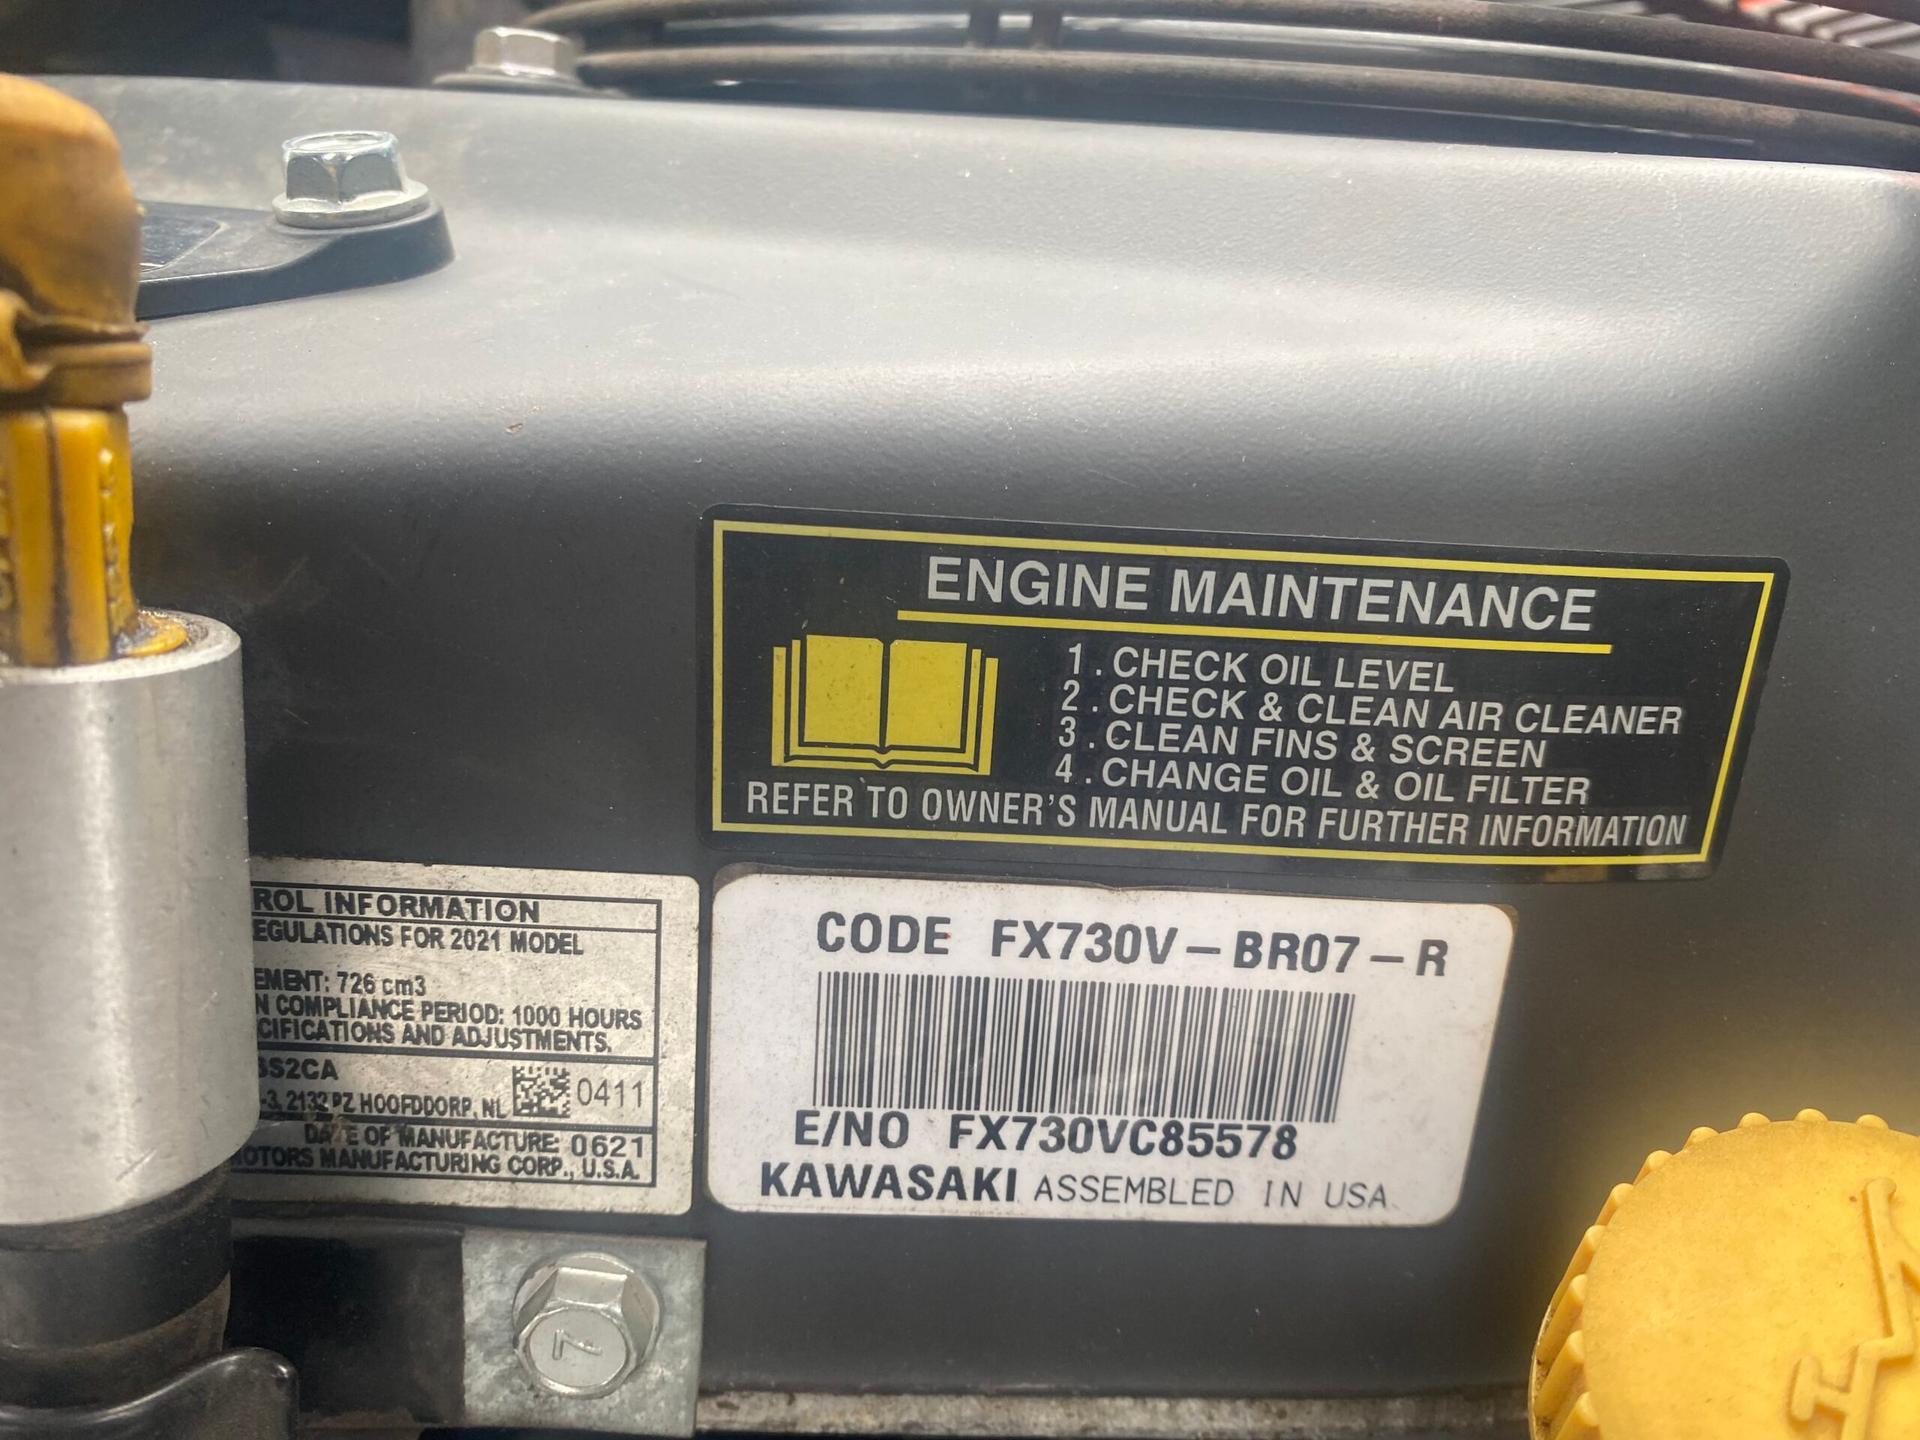 ENGINE MAINTENANCE
1. CHECK OIL LEVEL
2. CHECK & CLEAN AIR CLEANER
3. CLEAN FINS & SCREEN
4. CHANGE OIL & OIL FILTER
REFER TO OWNER'S MANUAL FOR FURTHER INFORMATION
ROL INFORMATION
EGULATIONS FOR 2021 MODEL
EMENT: 726 cm3
N COMPLIANCE PERIOD: 1000 HOURS
CIFICATIONS AND ADJUSTMENTS.
S2CA
0411
-3, 2132 PZ HOOFDDORP, NL
DATE OF MANUFACTURE: 0621
OTORS MANUFACTURING CORP., U.S.A.
CODE FX730V-BR07-R
E/NO FX730VC85578
KAWASAKI ASSEMBLED IN USA
7